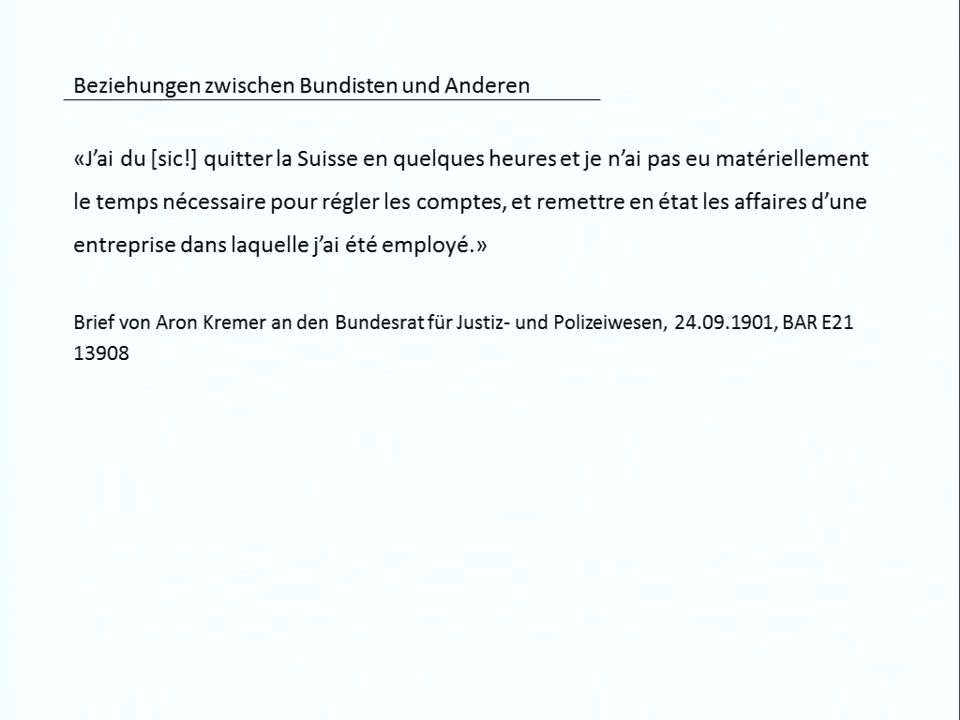 Beziehungen zwischen Bundisten und Anderen
«J’ai du [sic!] quitter la Suisse en quelques heures et je n’ai pas eu matériellement
le temps nécessaire pour régler les comptes, et remettre en état les affaires d’une
entreprise dans laquelle j’ai été employé.»
Brief von Aron Kremer an den Bundesrat für Justiz- und Polizeiwesen, 24.09.1901, BAR E21
13908